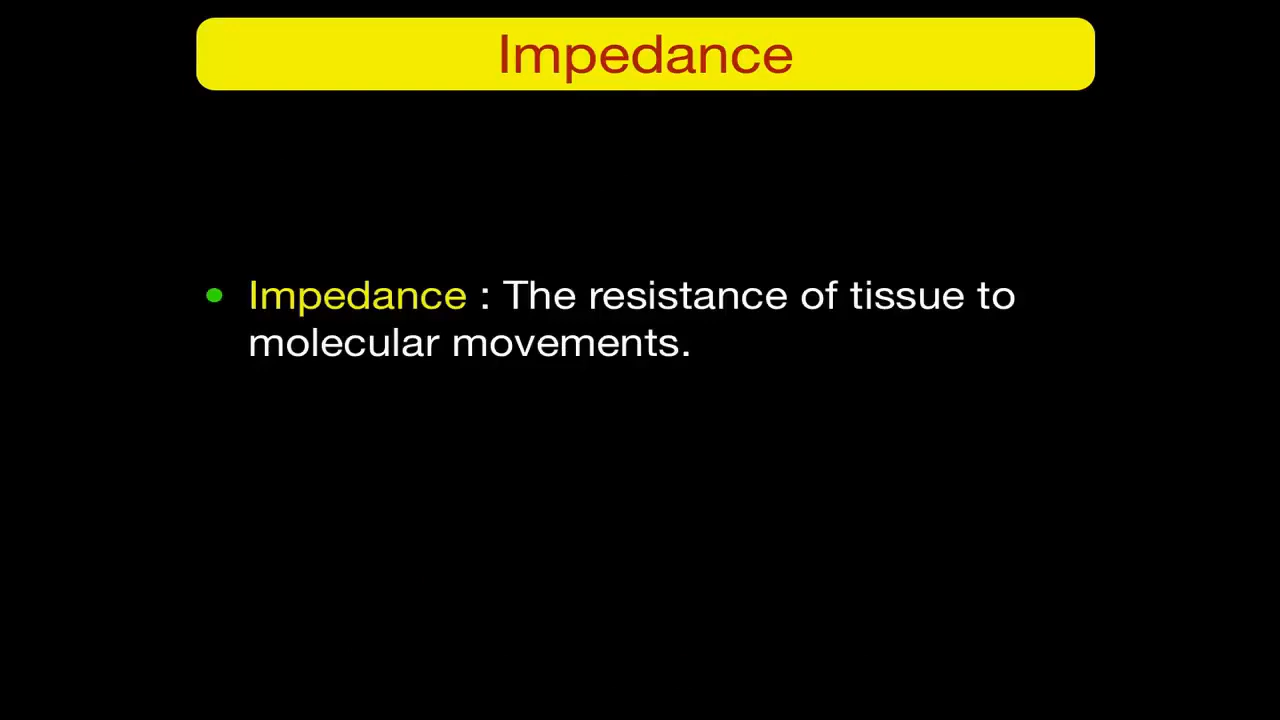 Impedance
• Impedance : The resistance of tissue to
molecular movements.